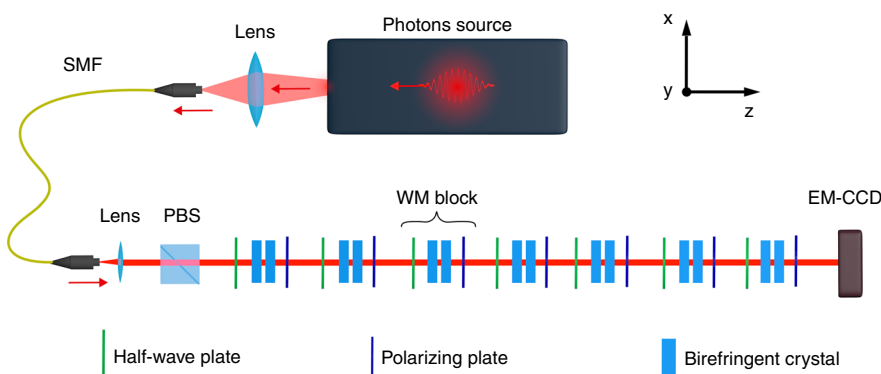 Photons source
Lens
SMF
x
y
z
WM block
EM-CCD
Lens
PBS
Half-wave plate
Polarizing plate
Birefringent crystal